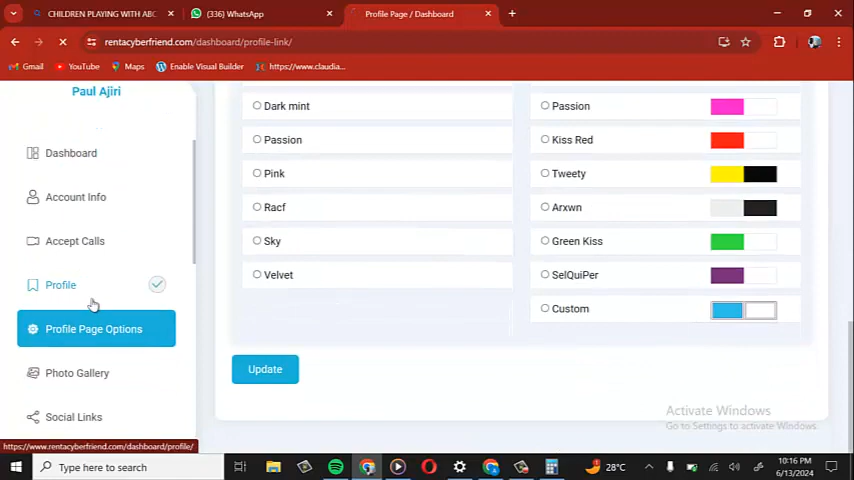 CHILDREN PLAYING WITH ABC
(336) WhatsApp
Profile Page / Dashboard
rentacyberfriend.com/dashboard/profile-link/
Gmail
YouTube
Maps
Enable Visual Builder
https://www.claudia...
Paul Ajiri
Dashboard
Account Info
Accept Calls
Profile
Profile Page Options
Photo Gallery
Social Links
Dark mint
Passion
Pink
Racf
Sky
Velvet
Passion
Kiss Red
Tweety
Arxwn
Green Kiss
SelQuiPer
Custom
Update
Activate Windows
Go to Settings to activate Windows.
https://www.rentacyberfriend.com/dashboard/profile/
Type here to search
28°C
10:16 PM
6/13/2024